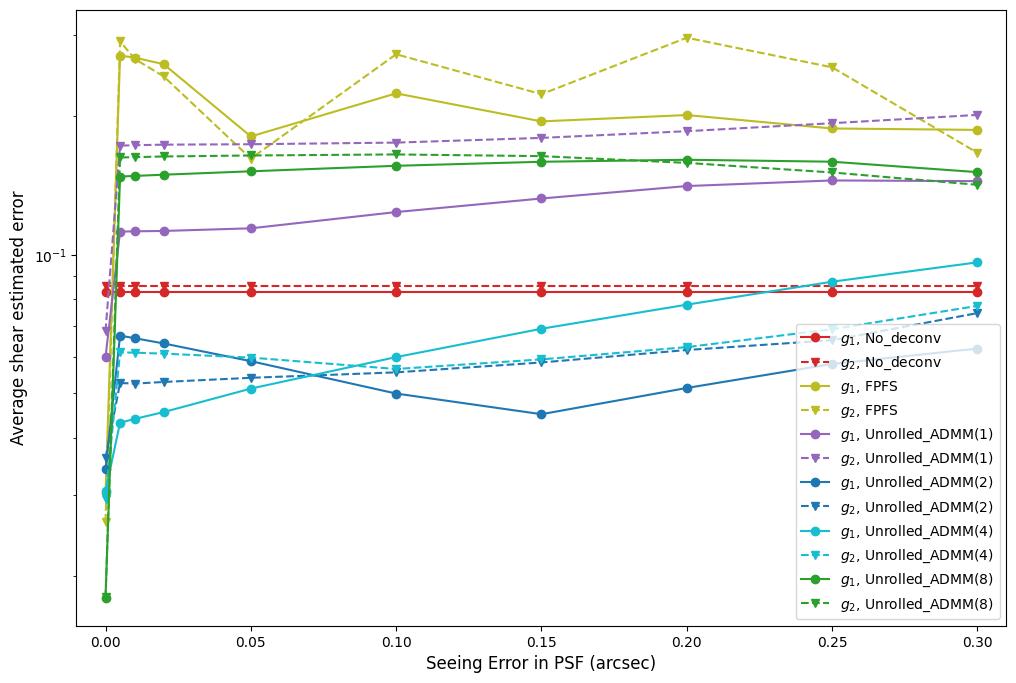 Average shear estimated error
10⁻¹
g₁, No_deconv
g₂, No_deconv
g₁, FPFS
g₂, FPFS
g₁, Unrolled_ADMM(1)
g₂, Unrolled_ADMM(1)
g₁, Unrolled_ADMM(2)
g₂, Unrolled_ADMM(2)
g₁, Unrolled_ADMM(4)
g₂, Unrolled_ADMM(4)
g₁, Unrolled_ADMM(8)
g₂, Unrolled_ADMM(8)
0.00 0.05 0.10 0.15 0.20 0.25 0.30
Seeing Error in PSF (arcsec)